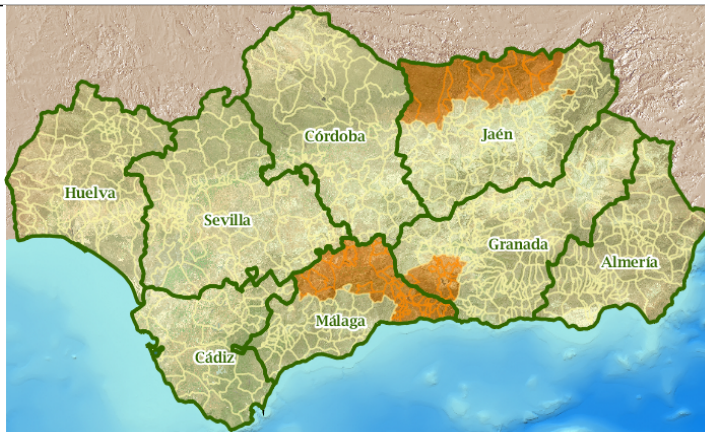 Córdoba
Jaén
Huelva
Sevilla
Granada
Almería
Málaga
Cádiz